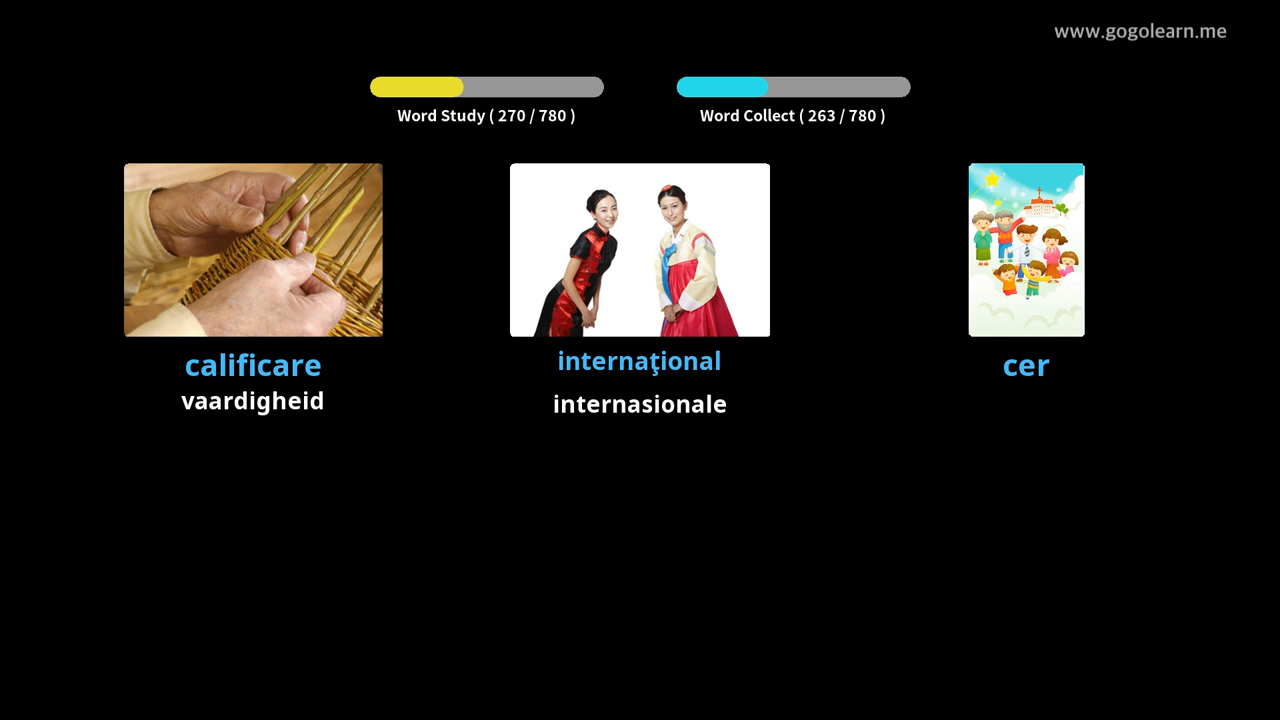 www.gogolearn.me
Word Study ( 270 / 780 )
Word Collect ( 263 / 780 )
calificare
vaardigheid
internaţional
internasionale
cer